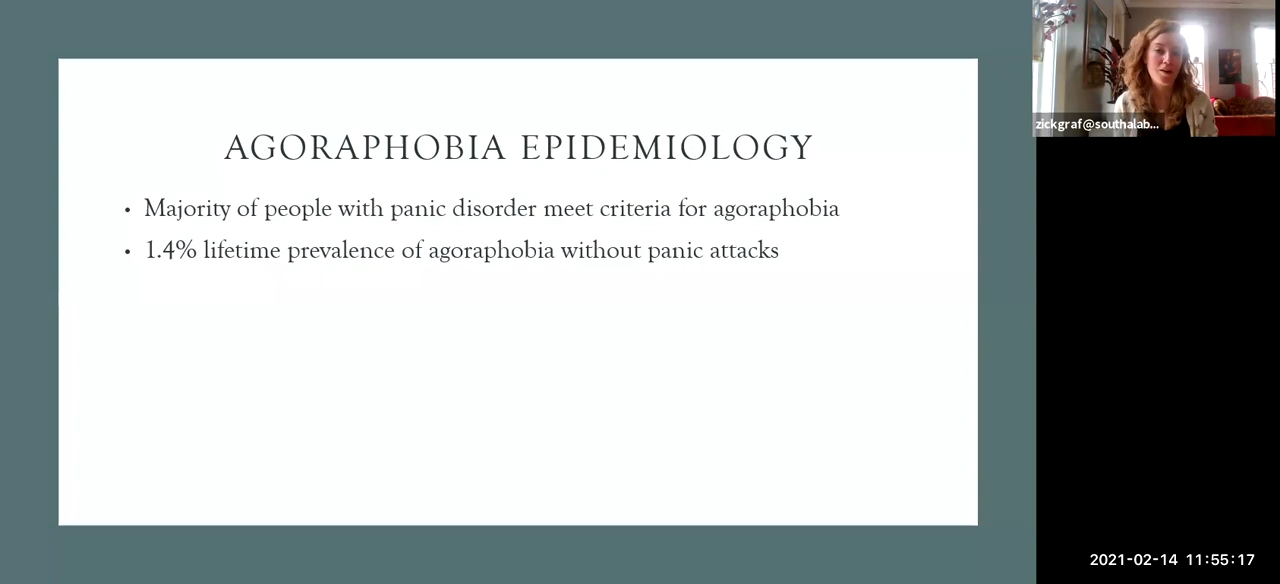 AGORAPHOBIA EPIDEMIOLOGY
• Majority of people with panic disorder meet criteria for agoraphobia
• 1.4% lifetime prevalence of agoraphobia without panic attacks
zickgraf@southalab...
2021-02-14 11:55:17